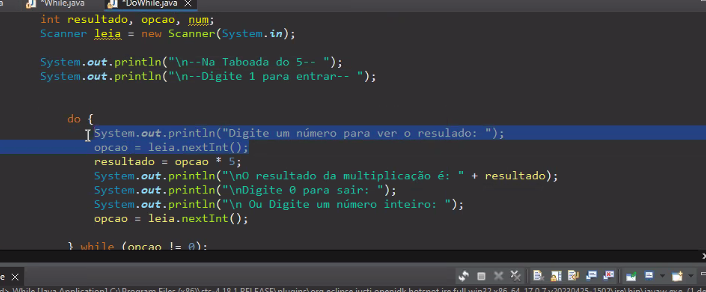 *While.java *DoWhile.java
int resultado, opcao, num;
Scanner leia = new Scanner(System.in);
System.out.println("\n--Na Taboada do 5-- ");
System.out.println("\n--Digite 1 para entrar-- ");
do {
System.out.println("Digite um número para ver o resulado: ");
opcao = leia.nextInt();
resultado = opcao * 5;
System.out.println("\nO resultado da multiplicação é: " + resultado);
System.out.println("\nDigite 0 para sair: ");
System.out.println("\n Ou Digite um número inteiro: ");
opcao = leia.nextInt();
} while (opcao != 0);
While [Java Application] C:\Program Files (x86)\sts-4.18.1.RELEASE\plugins\org.eclipse.justj.openjdk.hotspot.jre.full.win32.x86_64_17.0.7.v20230425-1502\jre\bin\javaw.exe